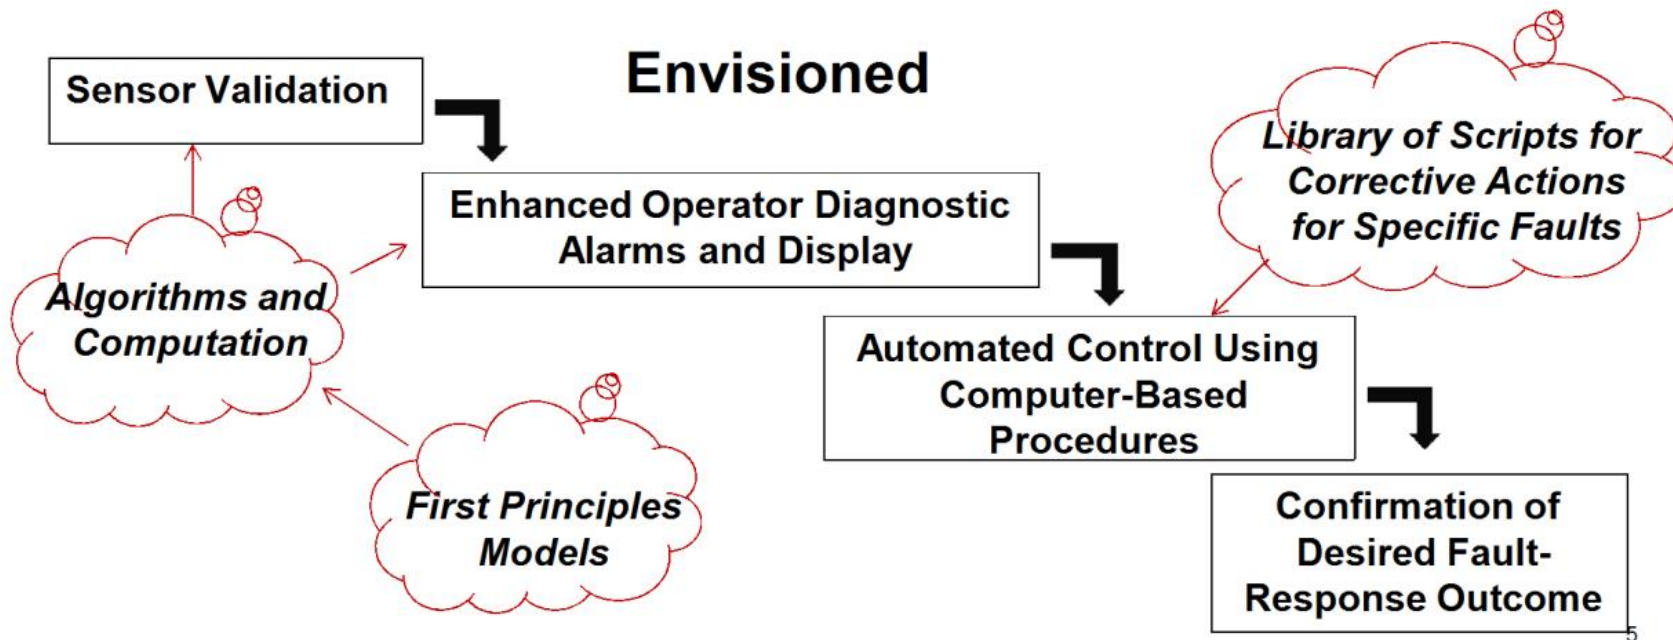 Envisioned
Sensor Validation
Enhanced Operator Diagnostic
Alarms and Display
Library of Scripts for
Corrective Actions
for Specific Faults
Algorithms and
Computation
Automated Control Using
Computer-Based
Procedures
First Principles
Models
Confirmation of
Desired Fault-
Response Outcome
5